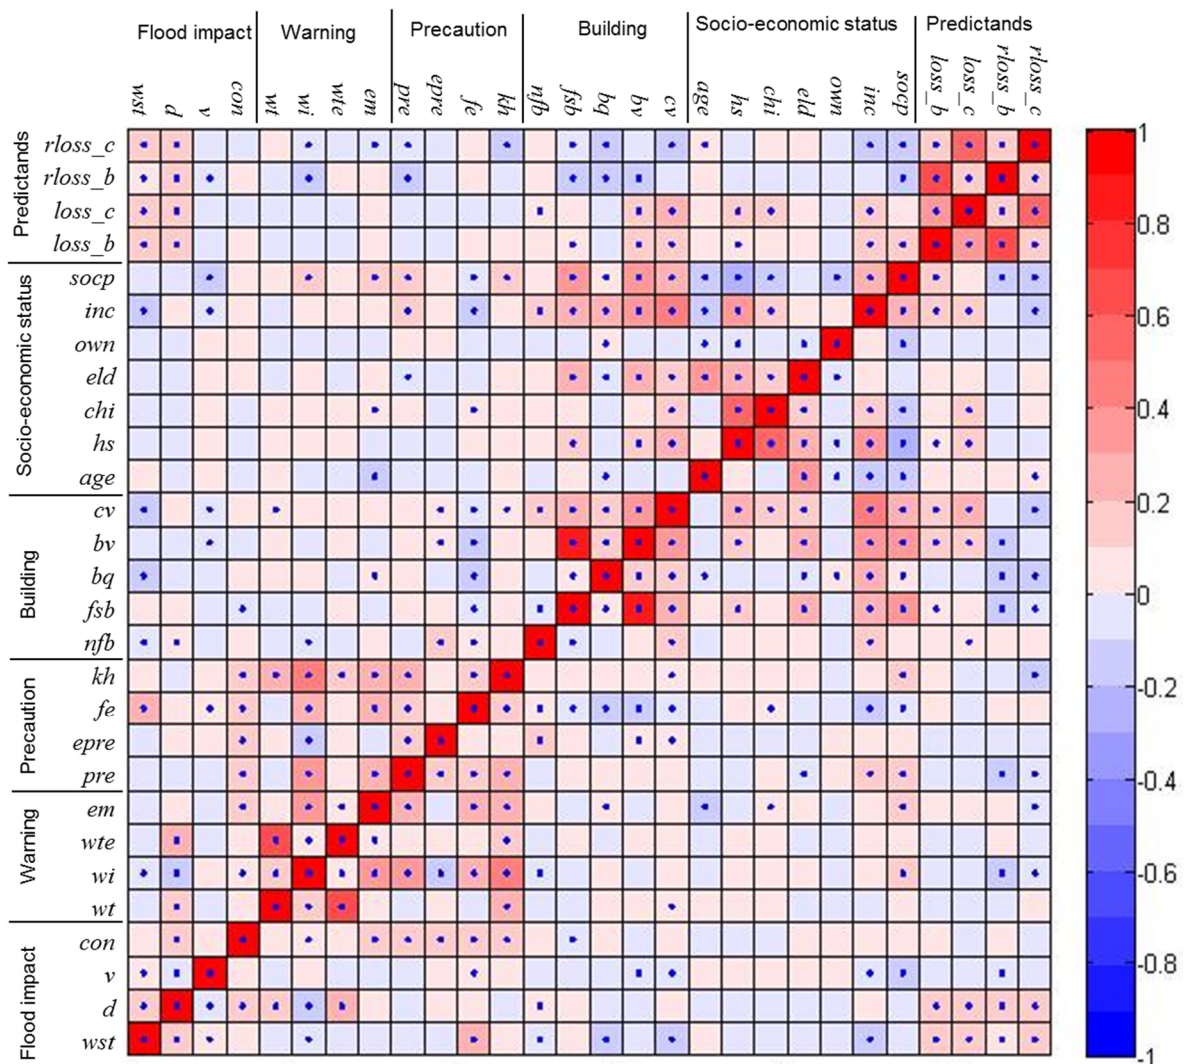 Flood impact Warning Precaution Building Socio-economic status Predictands
wst d v con wt wi wte em pre epre fe kh nfb fsb bq bv cv age hs chi eld own inc socp loss_b loss_c rloss_b rloss_c
Predictands
rloss_c
rloss_b
loss_c
loss_b
Socio-economic status
socp
inc
own
eld
chi
hs
age
Building
cv
bv
bq
fsb
nfb
Precaution
kh
fe
epre
pre
Warning
em
wte
wi
wt
Flood impact
con
v
d
wst
1
0.8
0.6
0.4
0.2
0
-0.2
-0.4
-0.6
-0.8
-1